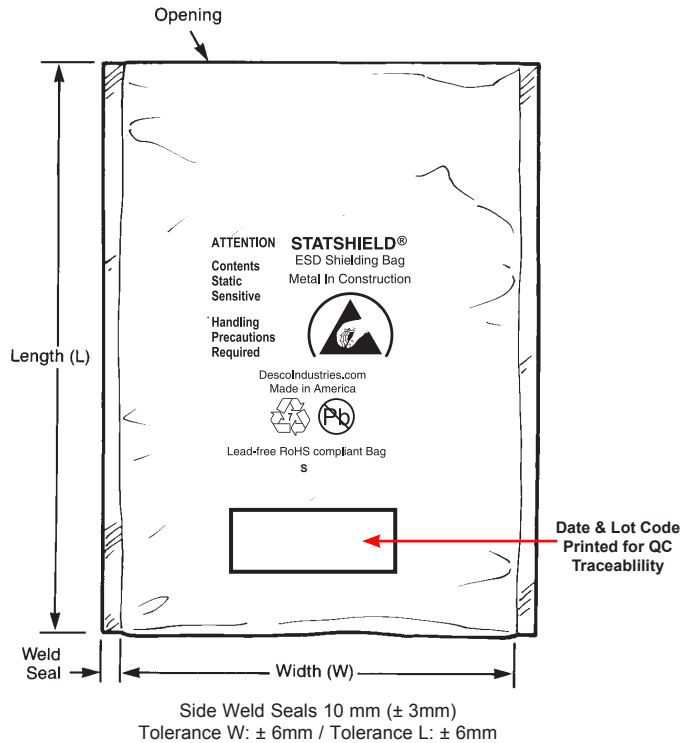 Opening
ATTENTION
Contents
Static
Sensitive
Handling
Precautions
Required
STATSHIELD®
ESD Shielding Bag
Metal In Construction
Length (L)
DescoIndustries.com
Made in America
7
Pb
Lead-free RoHS compliant Bag
S
Date & Lot Code
Printed for QC
Traceablility
Weld
Seal
Width (W)
Side Weld Seals 10 mm (± 3mm)
Tolerance W: ± 6mm / Tolerance L: ± 6mm